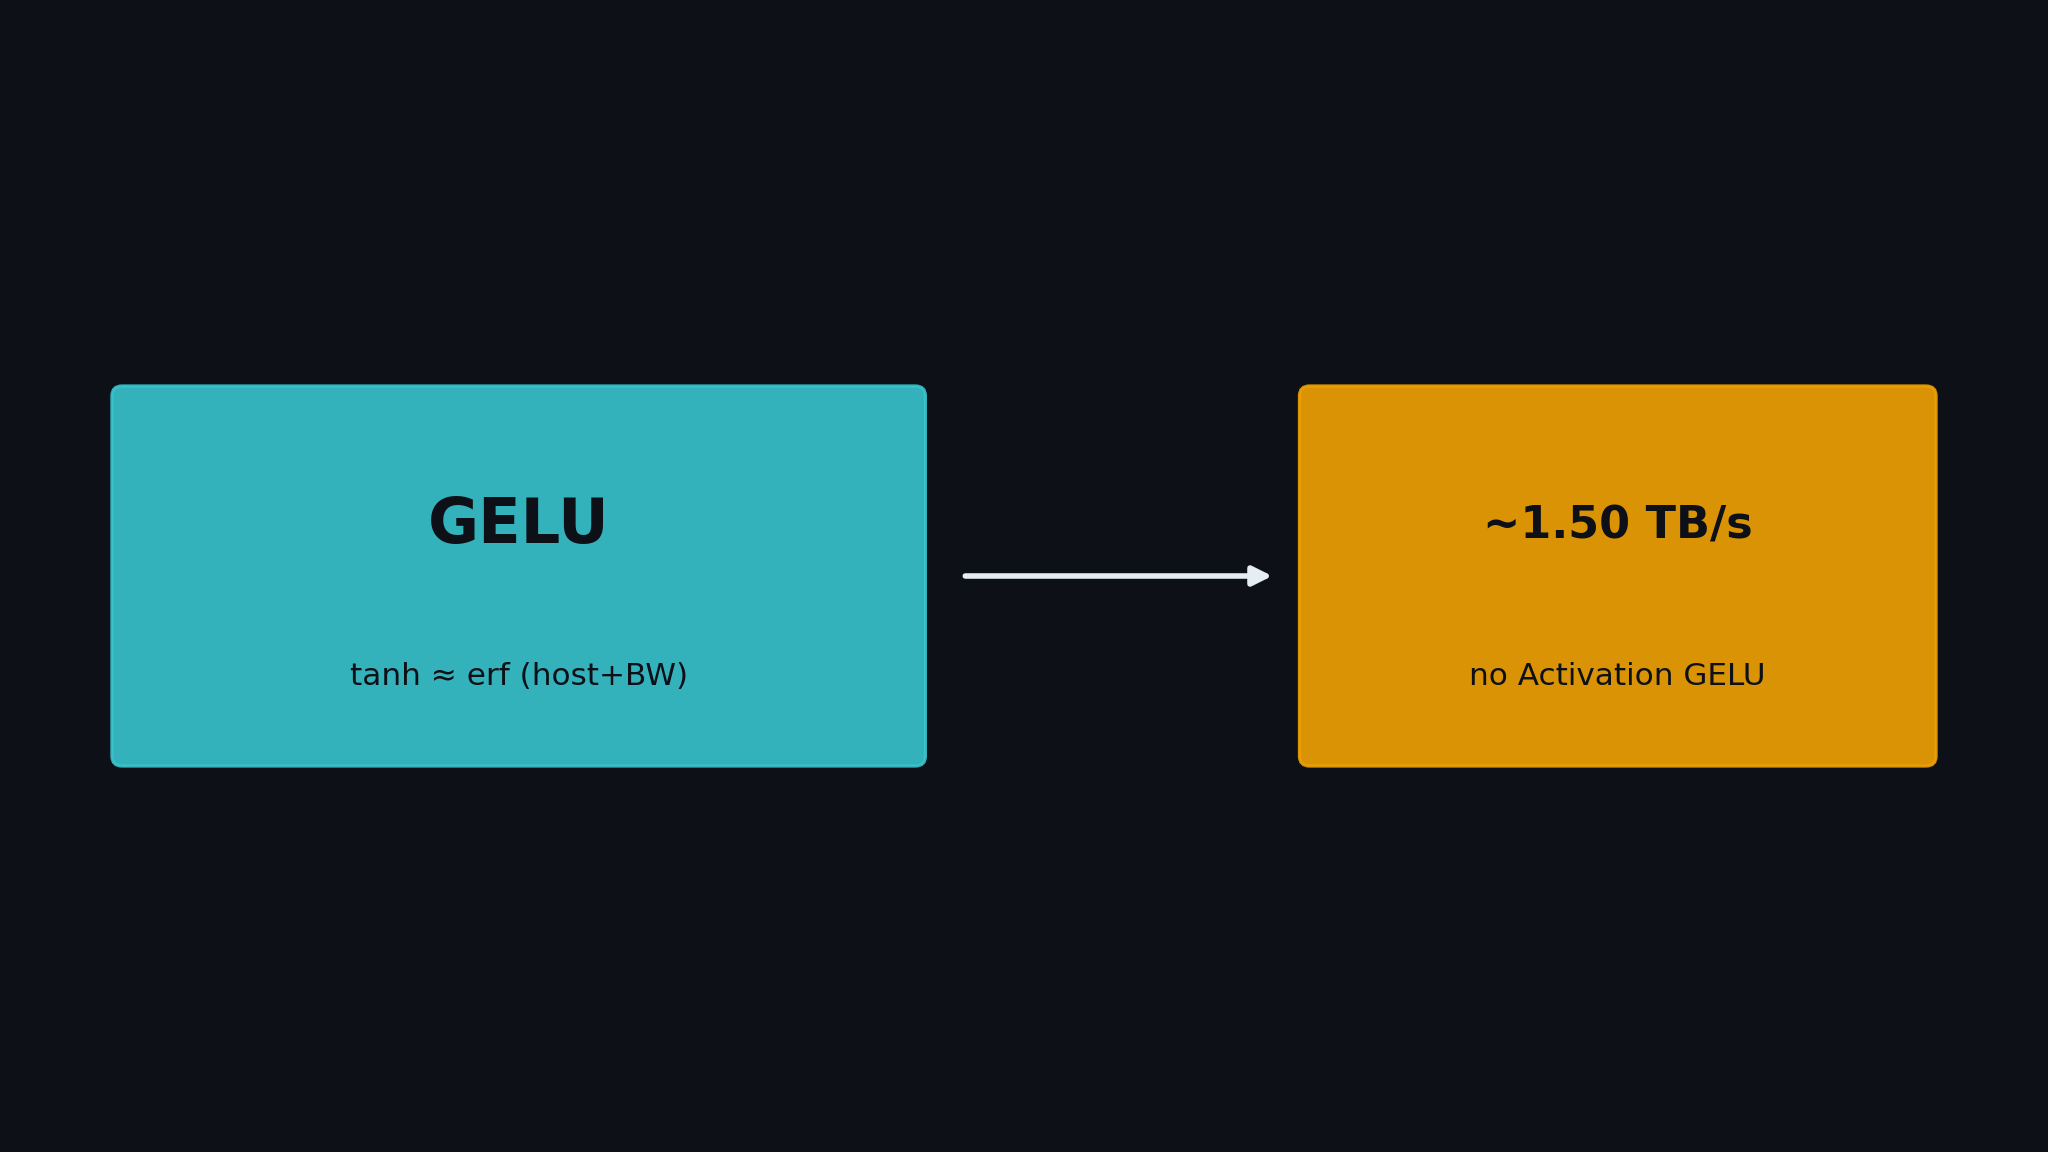 GELU
tanh ≈ erf (host+BW)
~1.50 TB/s
no Activation GELU